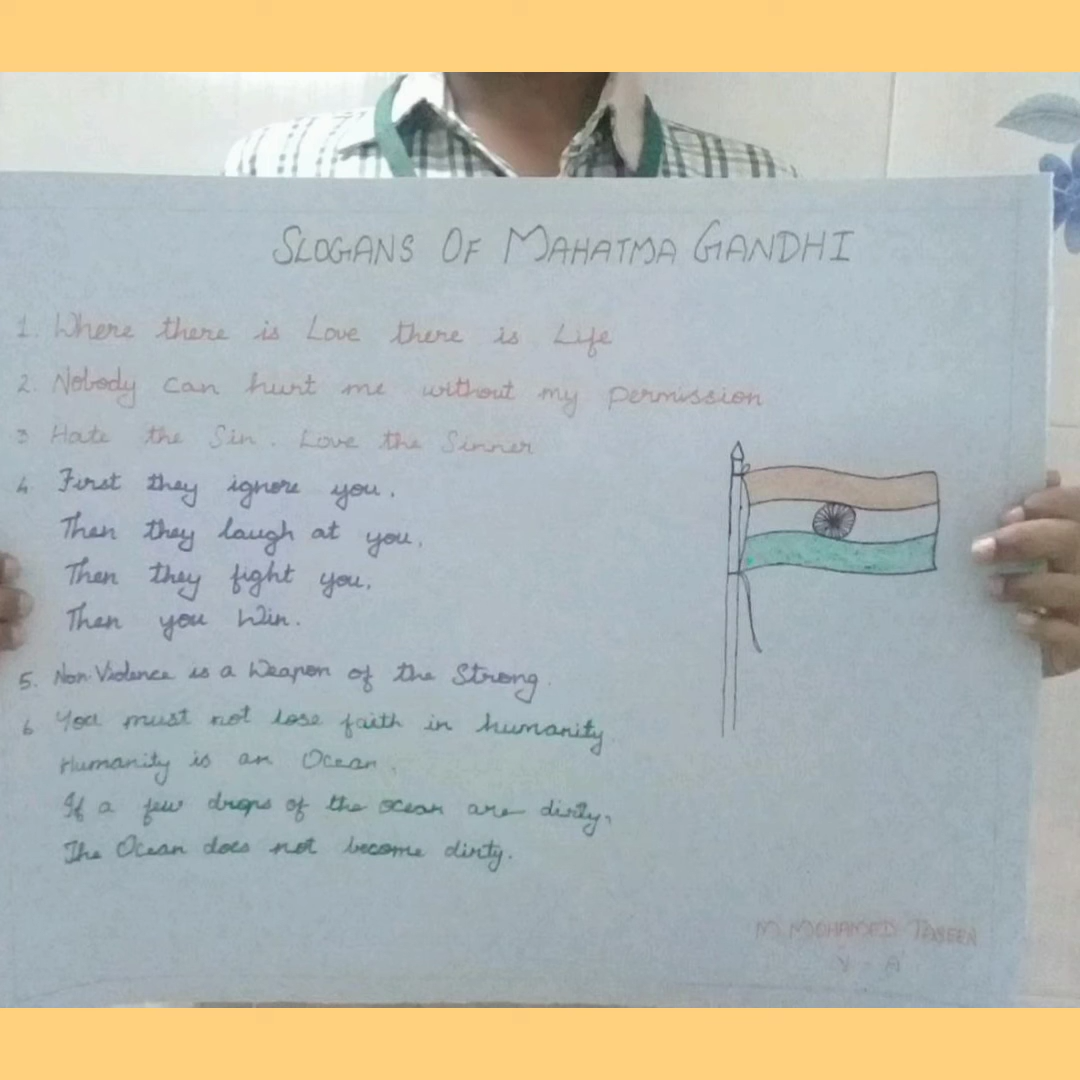 SLOGANS OF MAHATMA GANDHI
1. Where there is Love there is Life
2. Nobody can hurt me without my permission
3 Hate the Sin. Love the Sinner
4 First they ignore you.
Then they laugh at you.
Then they fight you.
Then you Win.
5. Non Violence is a Weapon of the Strong.
6 You must not lose faith in humanity
Humanity is an Ocean.
If a few drops of the ocean are dirty,
The Ocean does not become dirty.
M. MOHAMED TASEEN
V - A